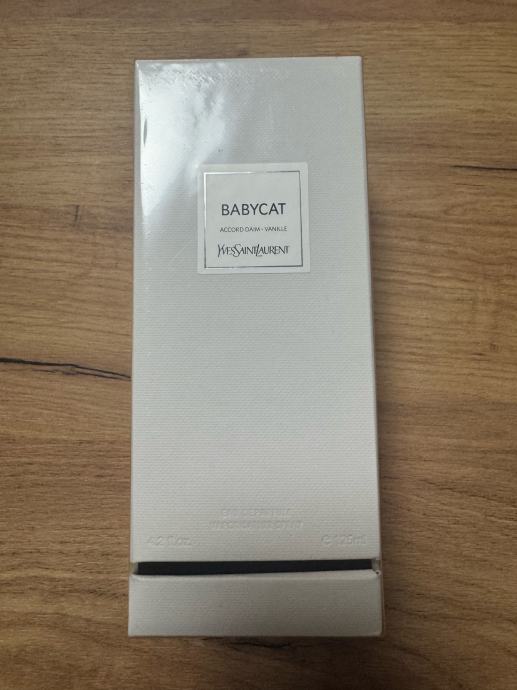 BABYCAT
ACCORD DAIM - VANILLE
YVESSAINTLAURENT
EAU DE PARFUM
4.2 fl.oz. ℮ 125ml